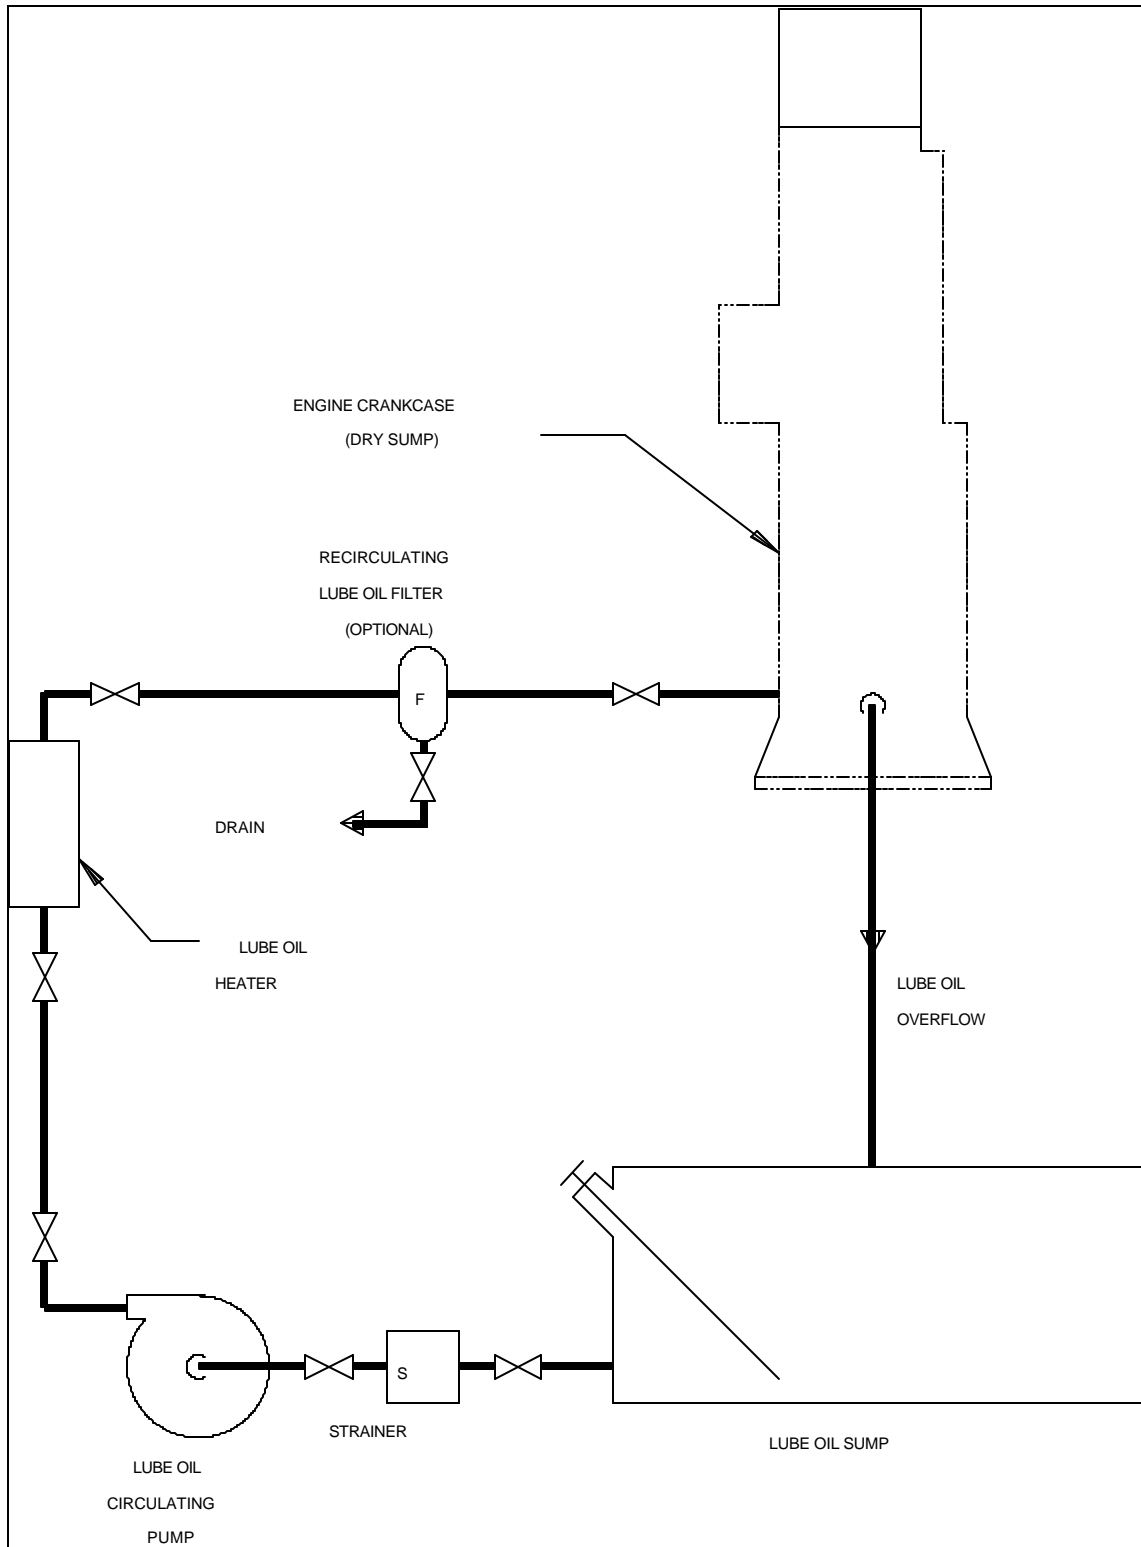 ENGINE CRANKCASE
(DRY SUMP)
RECIRCULATING
LUBE OIL FILTER
(OPTIONAL)
F
DRAIN
LUBE OIL
HEATER
LUBE OIL
OVERFLOW
S
STRAINER
LUBE OIL SUMP
LUBE OIL
CIRCULATING
PUMP